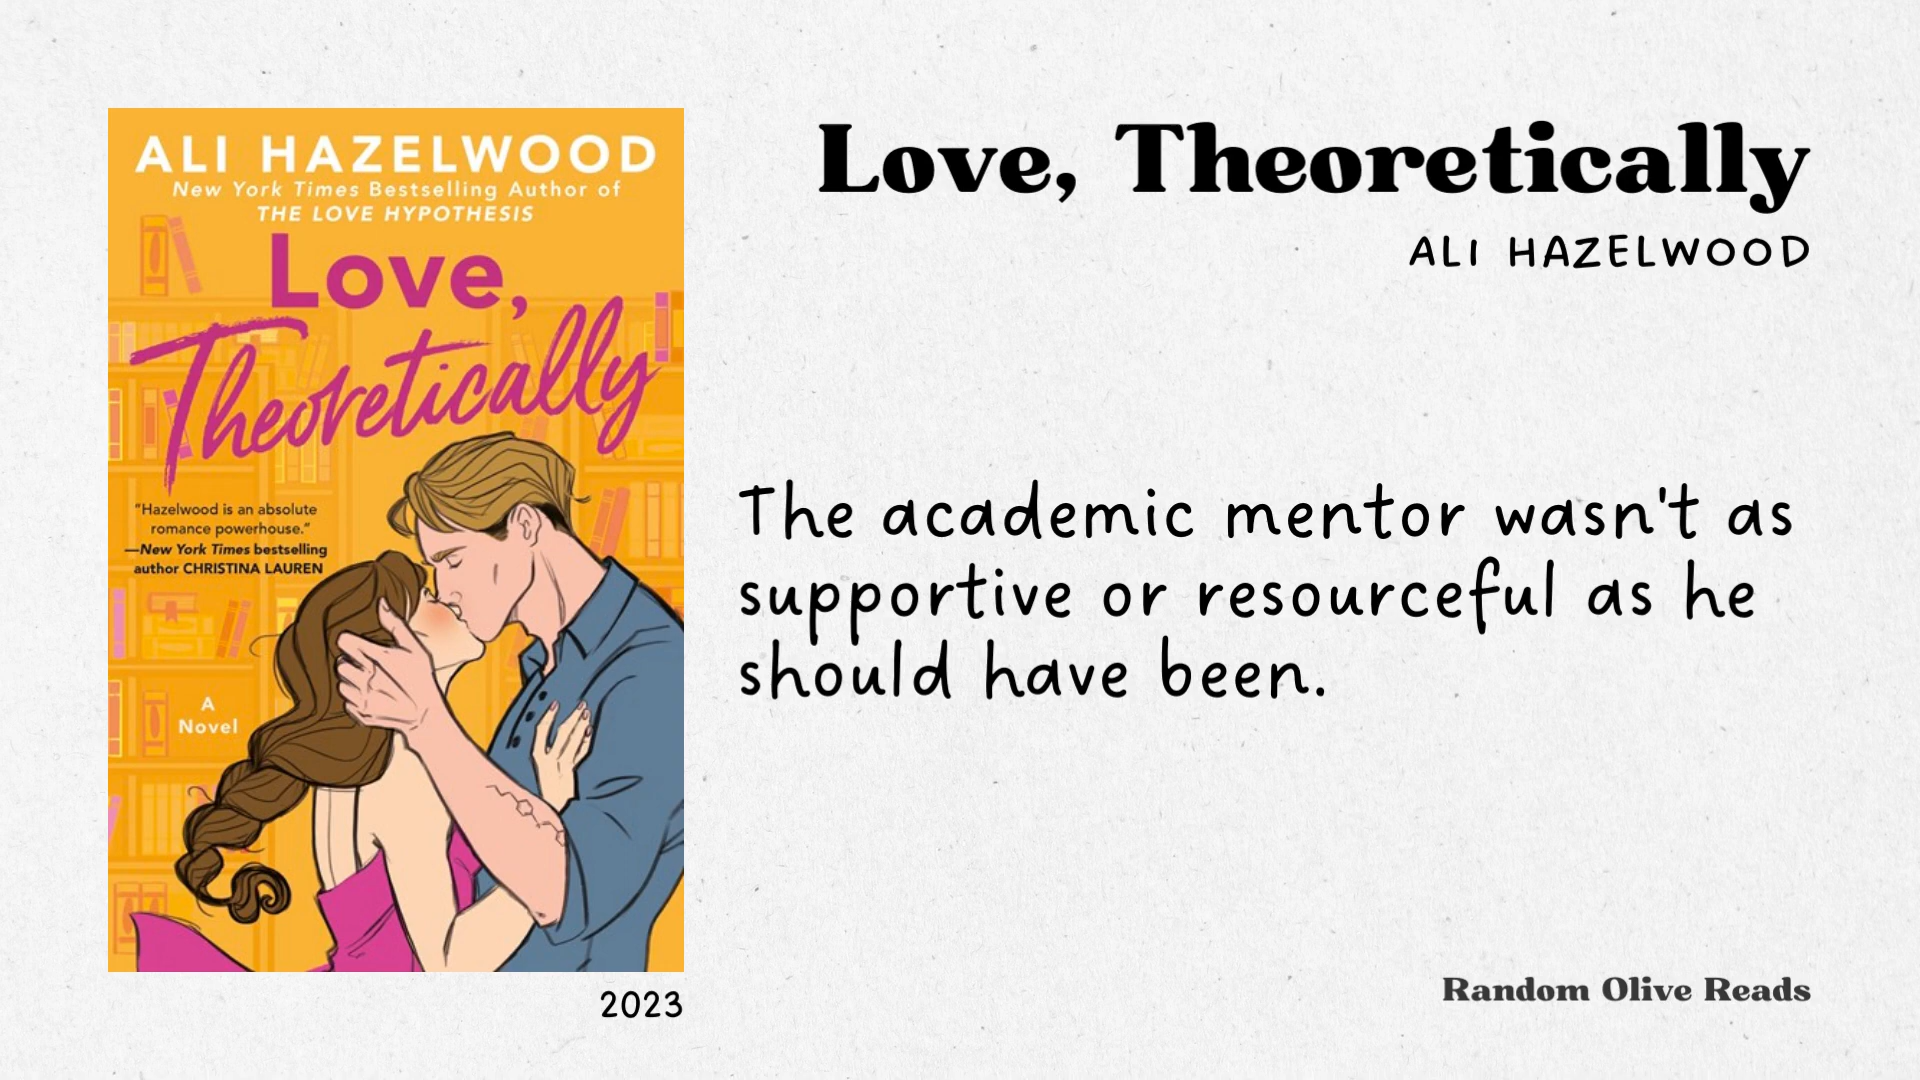 ALI HAZELWOOD
New York Times Bestselling Author of
THE LOVE HYPOTHESIS
Love,
Theoretically
"Hazelwood is an absolute
romance powerhouse."
—New York Times bestselling
author CHRISTINA LAUREN
A
Novel
2023
Love, Theoretically
ALI HAZELWOOD
The academic mentor wasn't as
supportive or resourceful as he
should have been.
Random Olive Reads